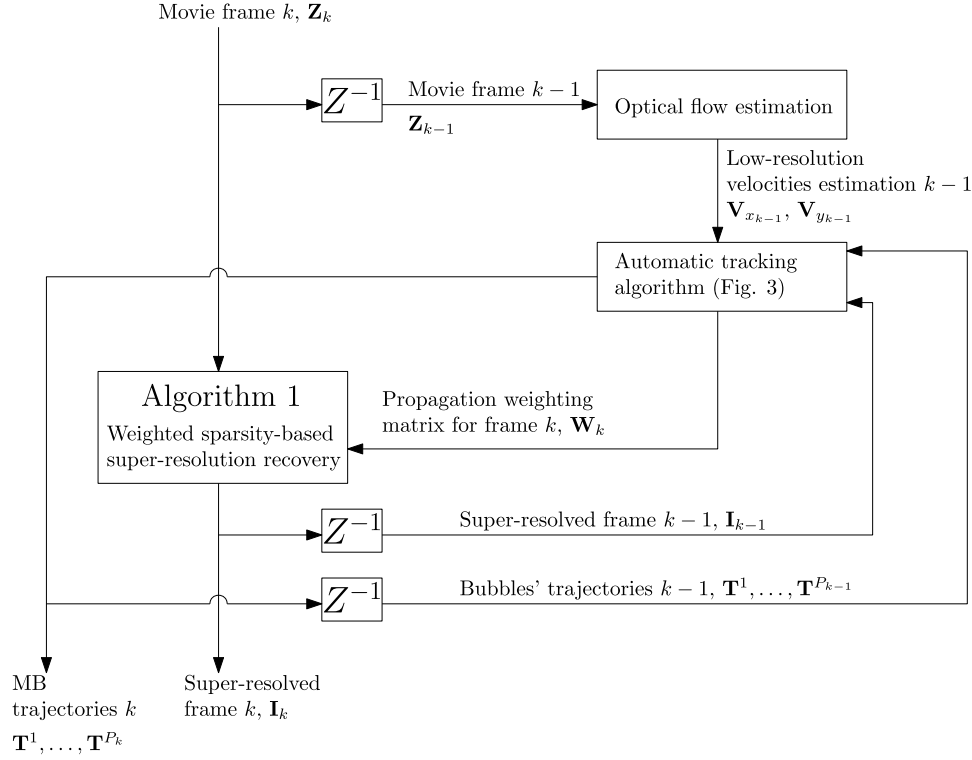 Movie frame k, Z_k
Z^{-1}
Movie frame k − 1
Z_{k−1}
Optical flow estimation
Low-resolution
velocities estimation k − 1
V_{x_{k−1}}, V_{y_{k−1}}
Automatic tracking
algorithm (Fig. 3)
Algorithm 1
Weighted sparsity-based
super-resolution recovery
Propagation weighting
matrix for frame k, W_k
Z^{-1}
Super-resolved frame k − 1, I_{k−1}
Z^{-1}
Bubbles' trajectories k − 1, T^1, . . . , T^{P_{k−1}}
MB
trajectories k
T^1, . . . , T^{P_k}
Super-resolved
frame k, I_k